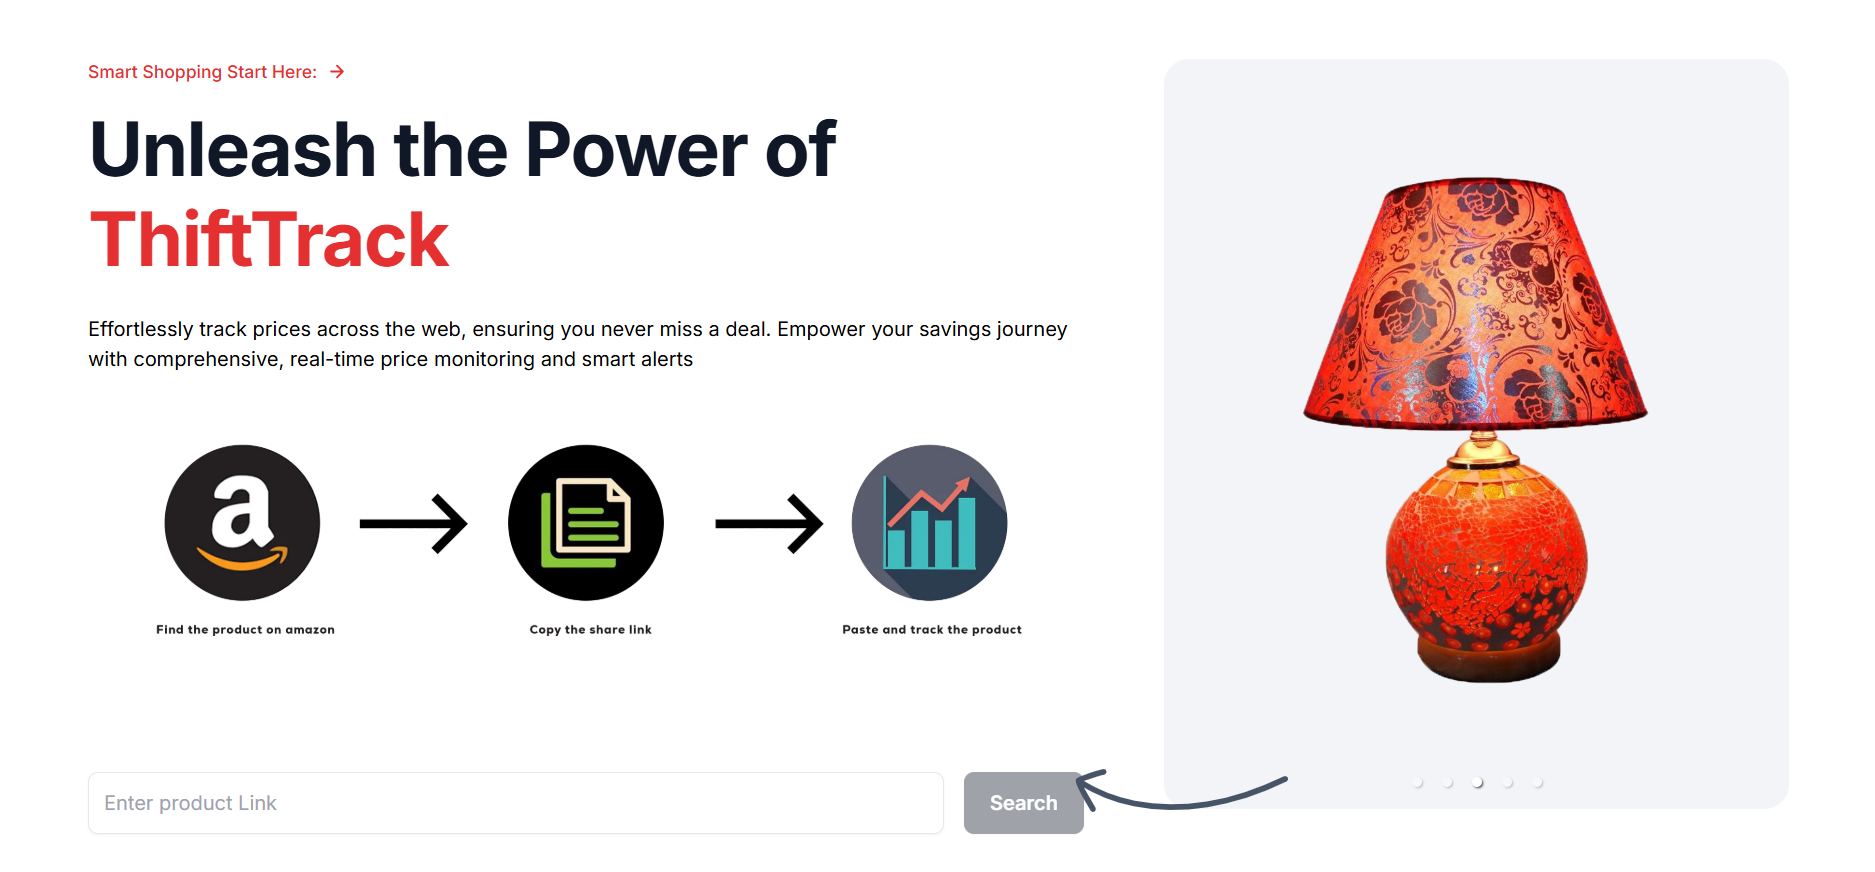 Smart Shopping Start Here:
Unleash the Power of
ThiftTrack
Effortlessly track prices across the web, ensuring you never miss a deal. Empower your savings journey
with comprehensive, real-time price monitoring and smart alerts
a
Find the product on amazon
Copy the share link
Paste and track the product
Enter product Link
Search